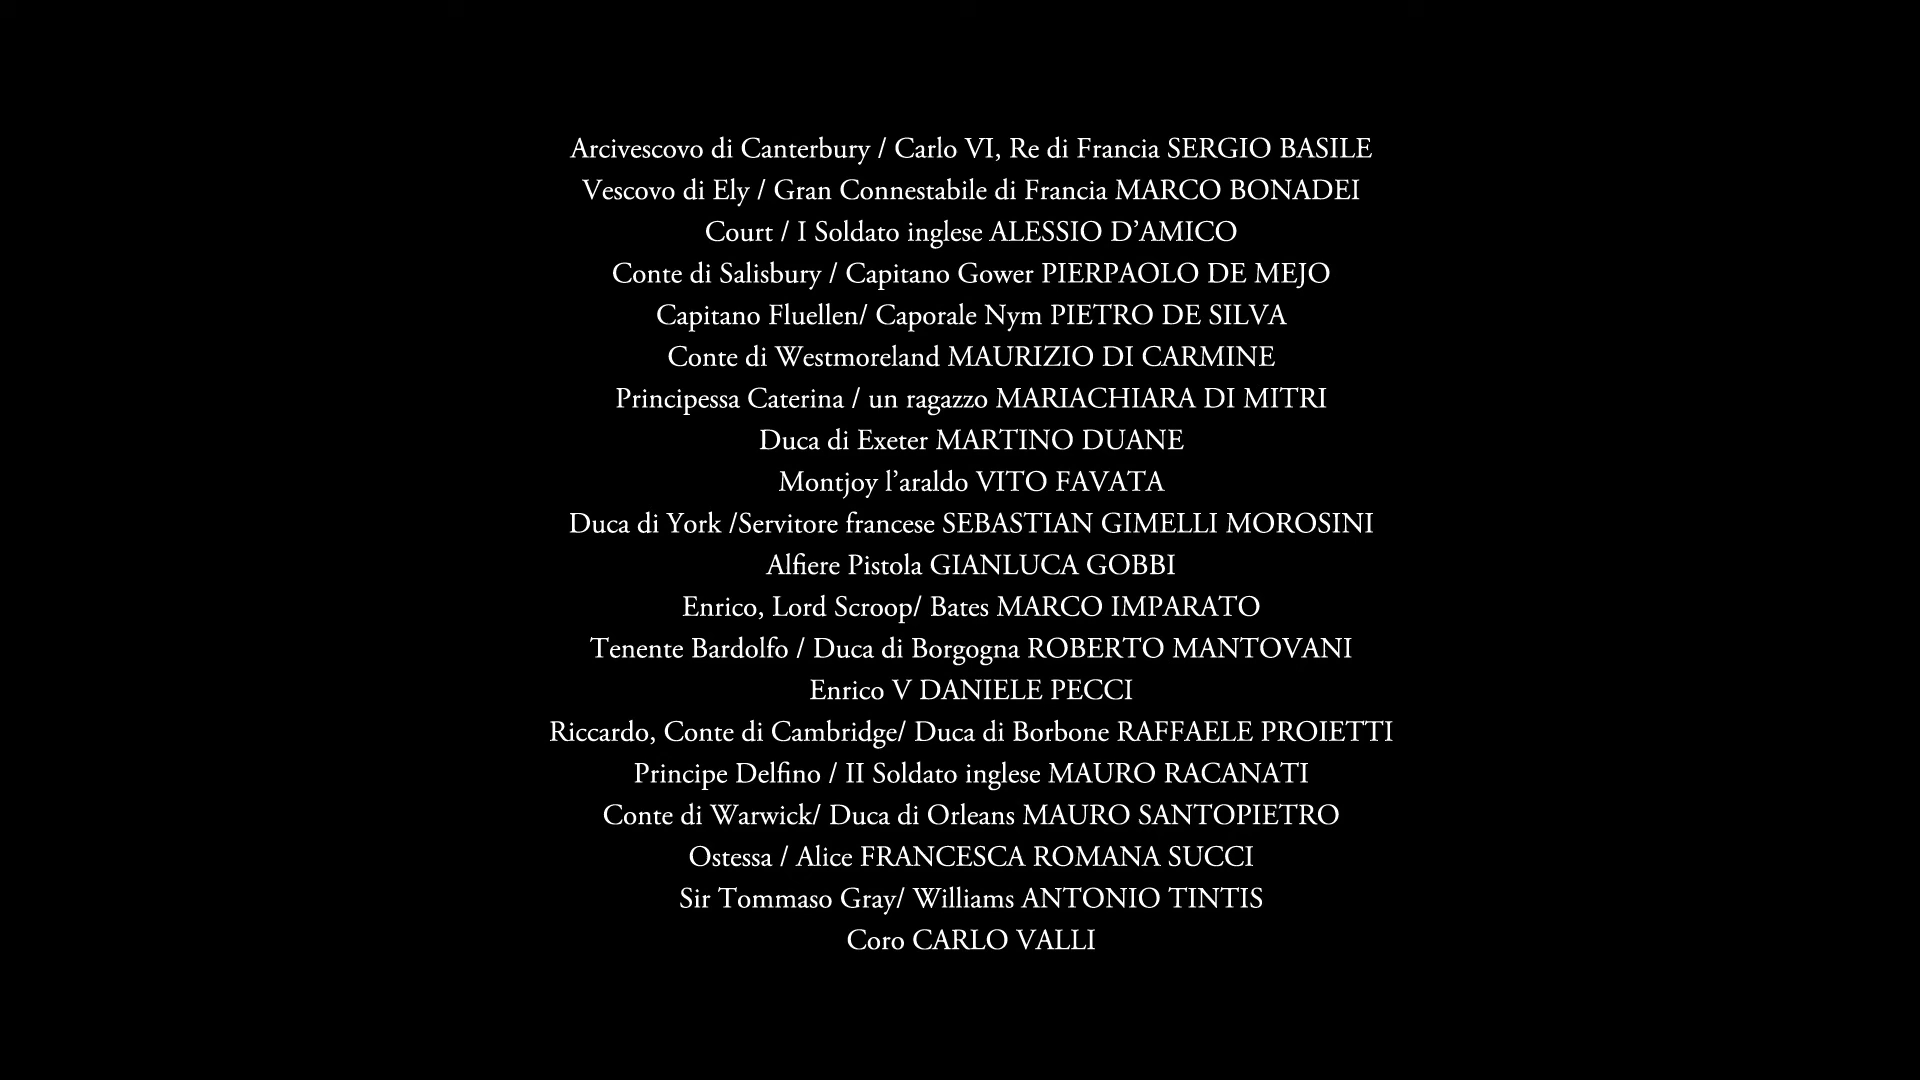 Arcivescovo di Canterbury / Carlo VI, Re di Francia SERGIO BASILE
Vescovo di Ely / Gran Connestabile di Francia MARCO BONADEI
Court / I Soldato inglese ALESSIO D’AMICO
Conte di Salisbury / Capitano Gower PIERPAOLO DE MEJO
Capitano Fluellen/ Caporale Nym PIETRO DE SILVA
Conte di Westmoreland MAURIZIO DI CARMINE
Principessa Caterina / un ragazzo MARIACHIARA DI MITRI
Duca di Exeter MARTINO DUANE
Montjoy l’araldo VITO FAVATA
Duca di York /Servitore francese SEBASTIAN GIMELLI MOROSINI
Alfiere Pistola GIANLUCA GOBBI
Enrico, Lord Scroop/ Bates MARCO IMPARATO
Tenente Bardolfo / Duca di Borgogna ROBERTO MANTOVANI
Enrico V DANIELE PECCI
Riccardo, Conte di Cambridge/ Duca di Borbone RAFFAELE PROIETTI
Principe Delfino / II Soldato inglese MAURO RACANATI
Conte di Warwick/ Duca di Orleans MAURO SANTOPIETRO
Ostessa / Alice FRANCESCA ROMANA SUCCI
Sir Tommaso Gray/ Williams ANTONIO TINTIS
Coro CARLO VALLI